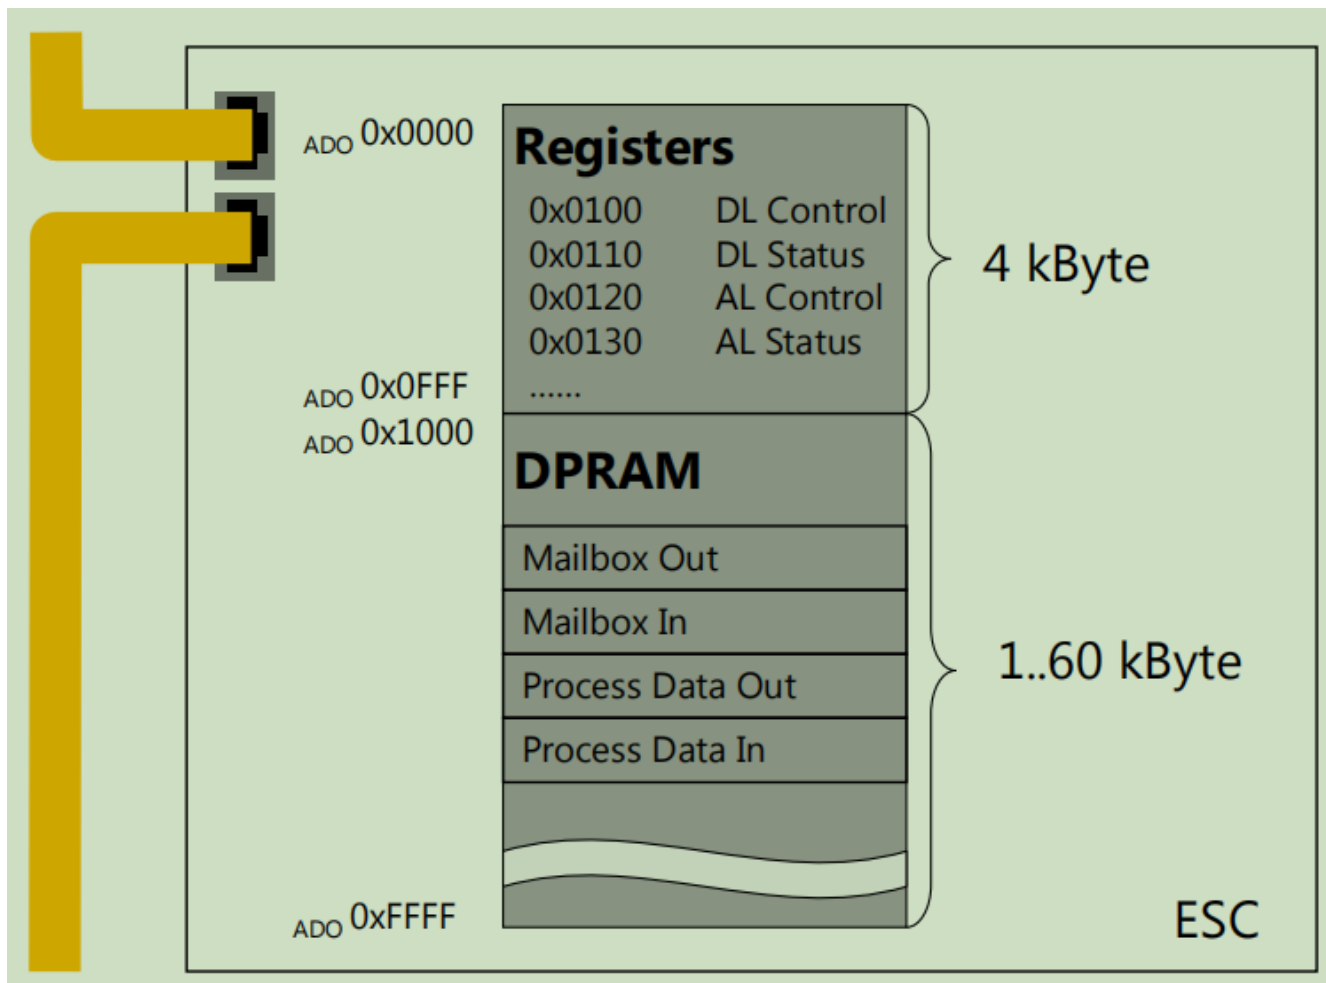 ADO 0x0000
Registers
0x0100 DL Control
0x0110 DL Status
0x0120 AL Control
0x0130 AL Status
......
4 kByte
ADO 0x0FFF
ADO 0x1000
DPRAM
Mailbox Out
Mailbox In
Process Data Out
Process Data In
1..60 kByte
ADO 0xFFFF
ESC